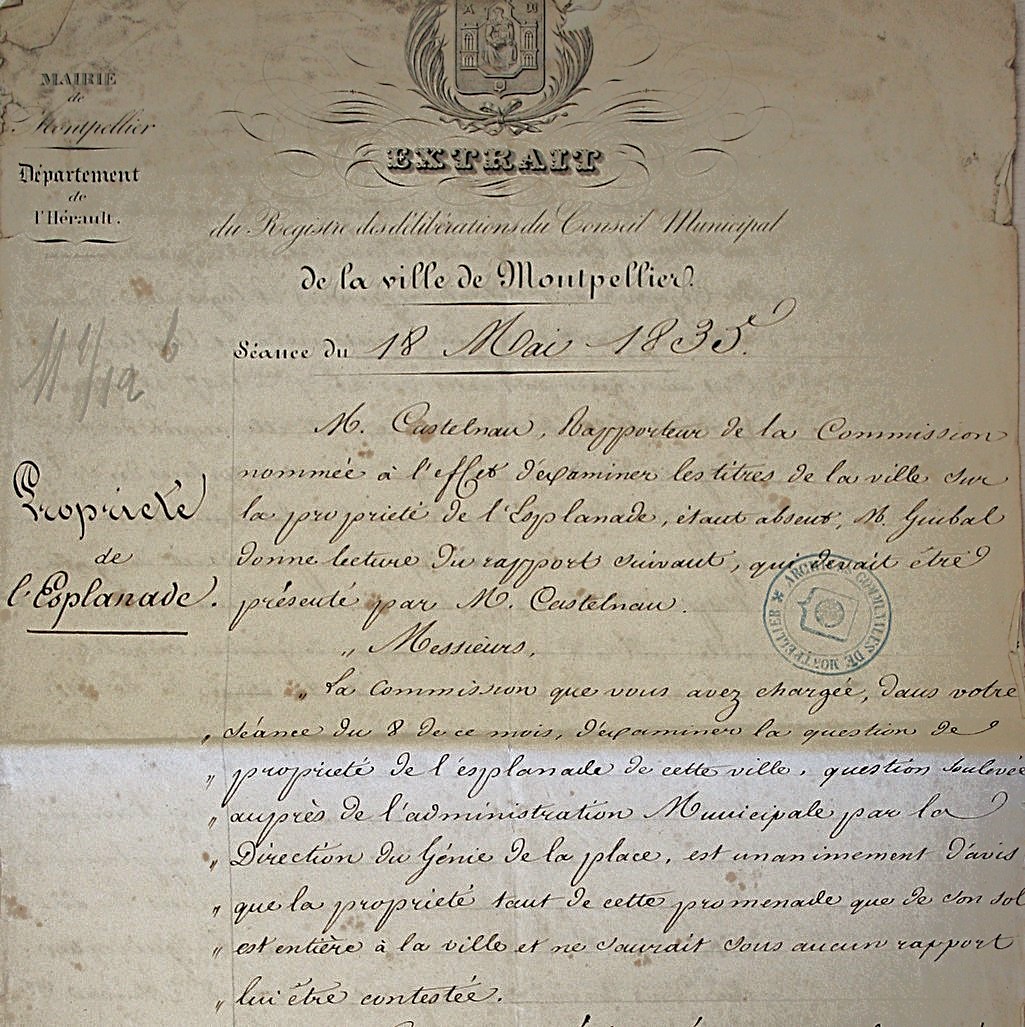 MAIRIE
de
Montpellier
Département
de
l'Hérault.
A M
EXTRAIT
du Registre des délibérations du Conseil Municipal
de la ville de Montpellier.
Séance du 18 Mai 1835.
Propriété
de
l'Esplanade.
M. Castelnau, Rapporteur de la Commission
nommée à l'effet d'examiner les titres de la ville sur
la propriété de l'Esplanade, étant absent, M. Guibal
donne lecture du rapport suivant, qui devait être
présenté par M. Castelnau.
„ Messieurs,
„ La Commission que vous avez chargée, dans votre
„ séance du 8 de ce mois, d'examiner la question de
„ propriété de l'esplanade de cette ville, question soulevée
„ auprès de l'administration Municipale par la
„ Direction du Génie de la place, est unanimement d'avis
„ que la propriété tant de cette promenade que de son sol
„ est entière à la ville et ne saurait sous aucun rapport
„ lui être contestée.
ARCHIVES COMMUNALES DE MONTPELLIER